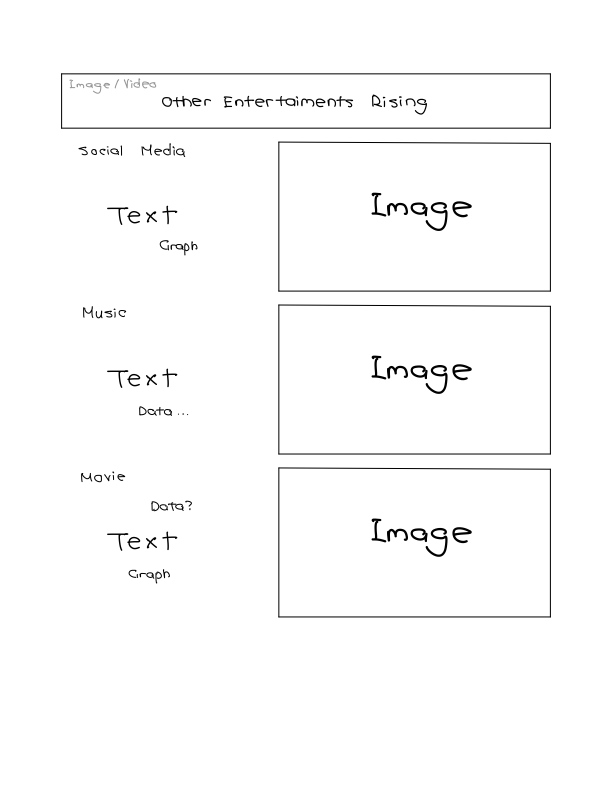 Image / Video
Other Entertaiments Rising
Social Media
Text
Graph
Image
Music
Text
Data...
Image
Movie
Data?
Text
Graph
Image